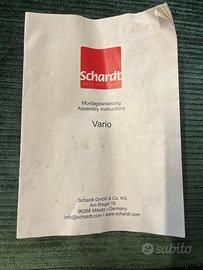 Schardt
Montageanleitung
Assembly Instructions
Vario
Schardt GmbH & Co. KG
Am Riegel 15
96268 Mitwitz • Germany
info@schardt.com • www.schardt.com
subito